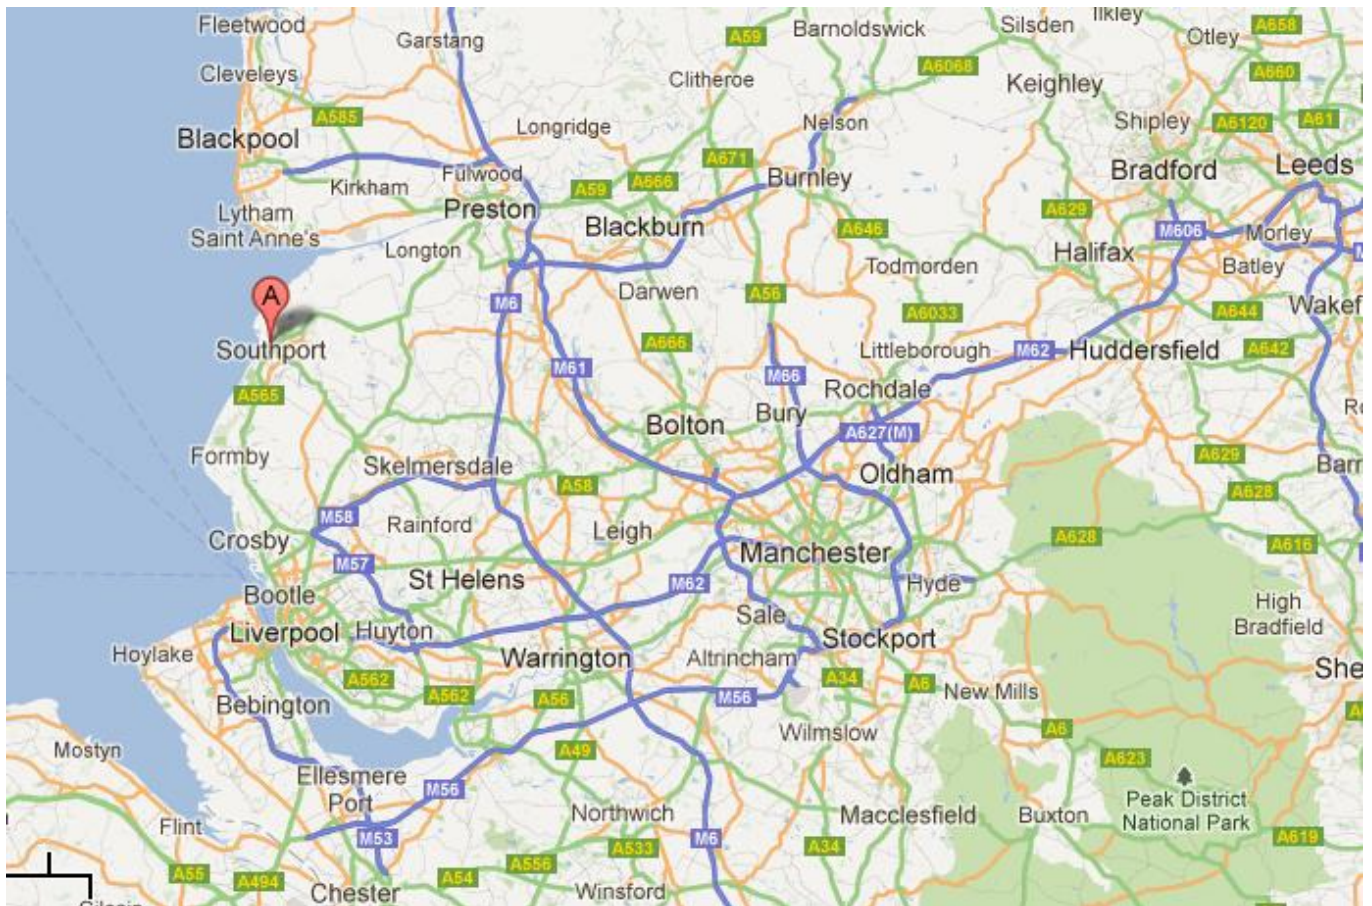 Fleetwood
Garstang
A59
Barnoldswick
Silsden
Ilkley
Otley
A658
Cleveleys
Clitheroe
A6068
Keighley
A660
A585
Blackpool
Longridge
Nelson
Shipley
A6120
A61
Kirkham
Fulwood
A59
A666
A671
Burnley
Bradford
Leeds
Lytham
Saint Anne's
Preston
Blackburn
A629
A646
M606
Morley
Longton
Todmorden
Halifax
Batley
A
M6
Darwen
A56
A6033
A644
Southport
A666
Littleborough
M62
Huddersfield
A642
M61
M66
Rochdale
A565
Bolton
Bury
A627(M)
Formby
Skelmersdale
A58
Oldham
A629
A628
M58
Rainford
Leigh
Crosby
M57
Manchester
A628
A616
St Helens
M62
Hyde
Bootle
Sale
High
Bradfield
Liverpool
Huyton
Stockport
Hoylake
Warrington
Altrincham
A562
A562
A56
M56
A34
A6
New Mills
Bebington
Wilmslow
A6
Mostyn
A49
A623
Ellesmere
Port
M56
Northwich
Macclesfield
Buxton
Peak District
National Park
Flint
M53
A533
M6
A34
A619
A55
A494
A54
A556
Chester
Winsford